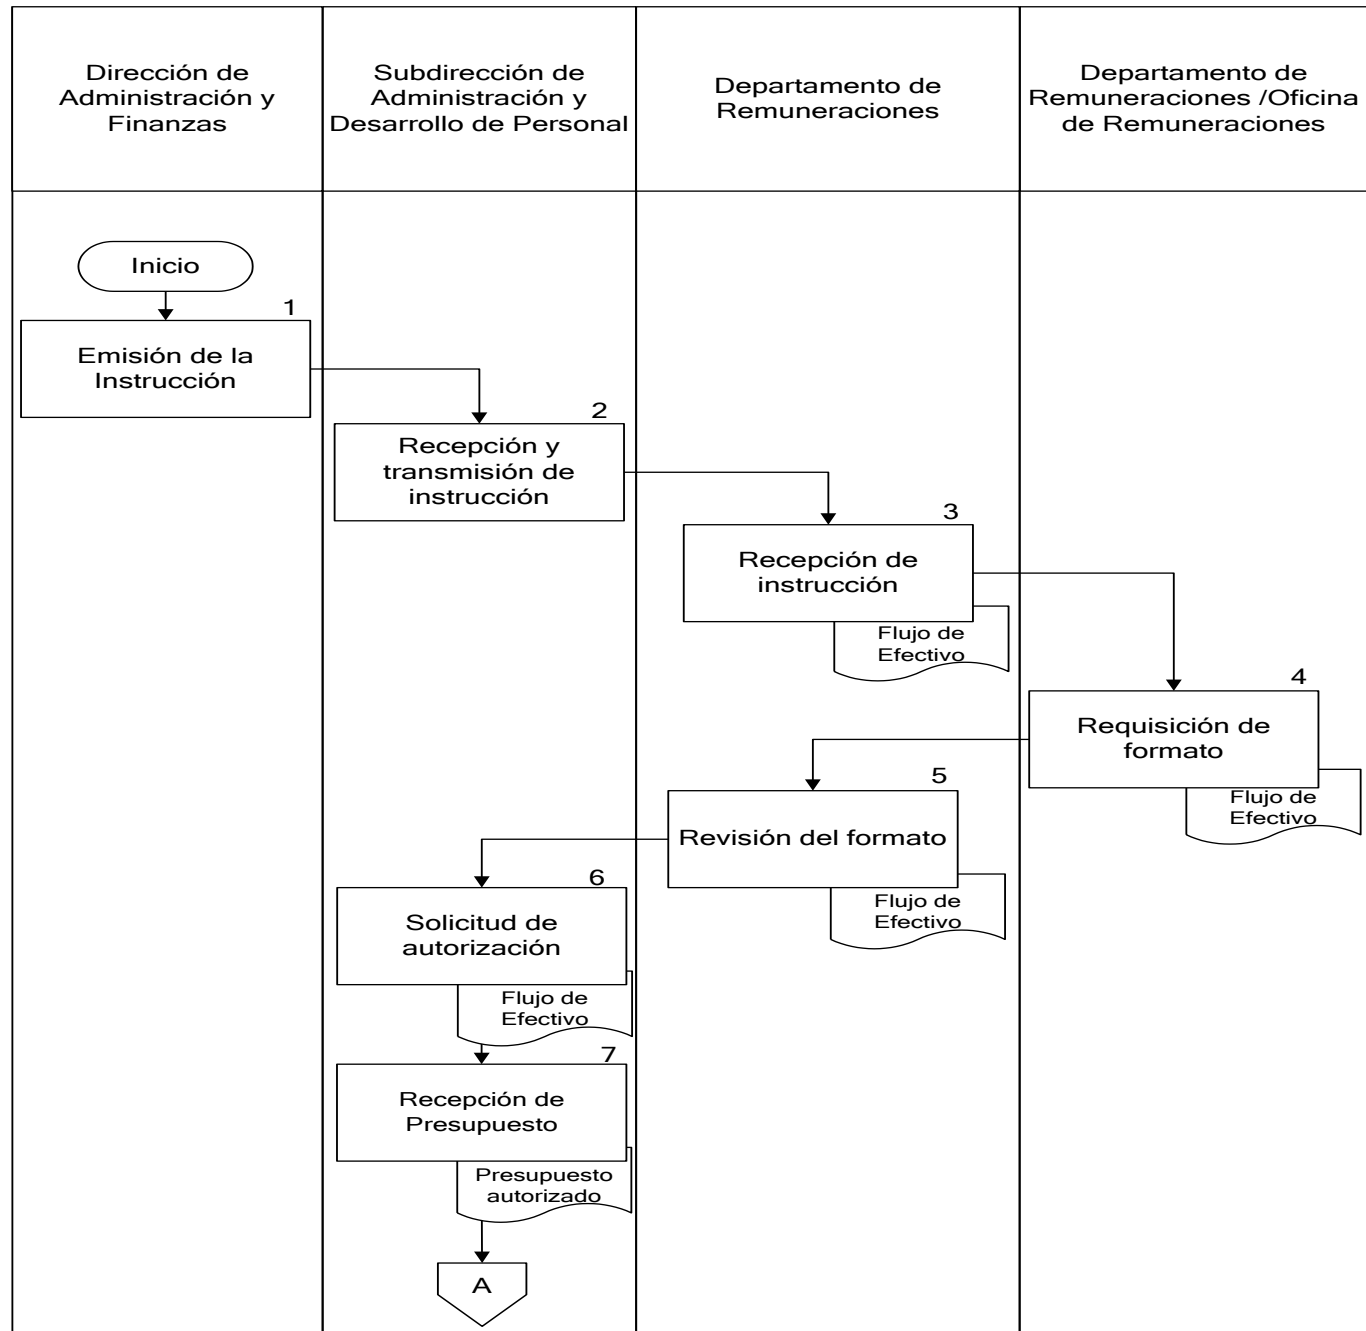 Dirección de
Administración y
Finanzas
Subdirección de
Administración y
Desarrollo de Personal
Departamento de
Remuneraciones
Departamento de
Remuneraciones /Oficina
de Remuneraciones
Inicio
1
Emisión de la
Instrucción
2
Recepción y
transmisión de
instrucción
3
Recepción de
instrucción
Flujo de
Efectivo
4
Requisición de
formato
Flujo de
Efectivo
5
Revisión del formato
Flujo de
Efectivo
6
Solicitud de
autorización
Flujo de
Efectivo
7
Recepción de
Presupuesto
Presupuesto
autorizado
A